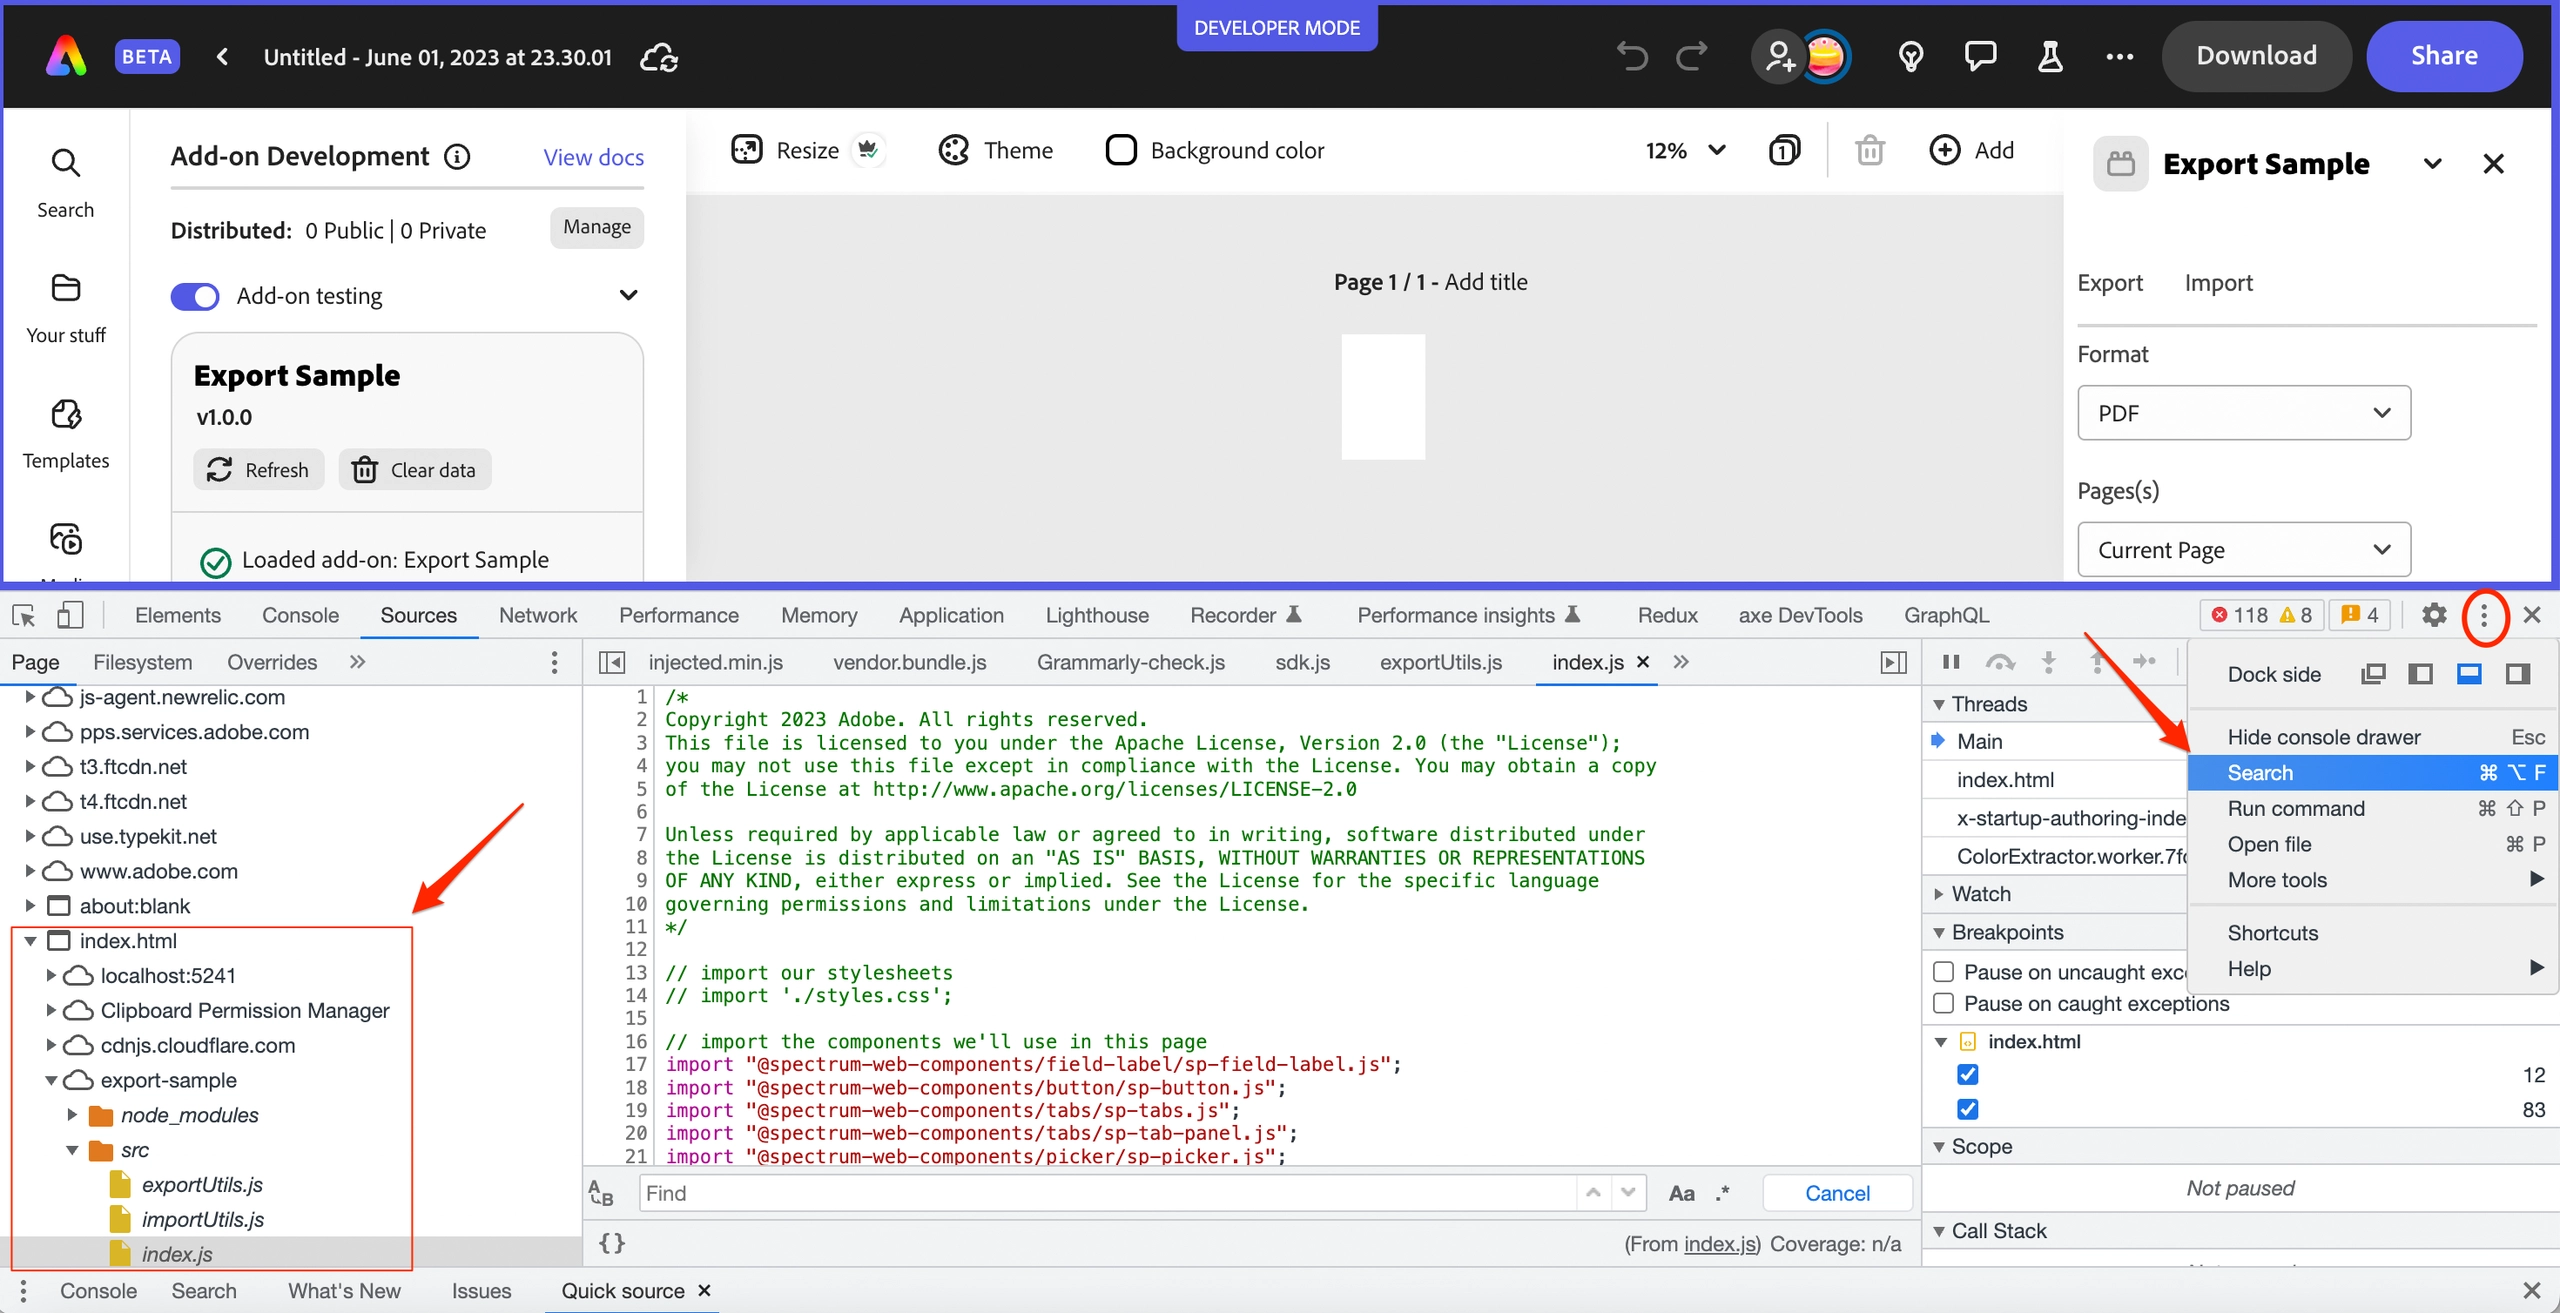 DEVELOPER MODE
BETA
Untitled - June 01, 2023 at 23.30.01
Download
Share
Search
Your stuff
Templates
Add-on Development
View docs
Distributed: 0 Public | 0 Private
Manage
Add-on testing
Export Sample
v1.0.0
Refresh
Clear data
Loaded add-on: Export Sample
Resize
Theme
Background color
12%
1
Add
Page 1 / 1 - Add title
Export Sample
Export
Import
Format
PDF
Pages(s)
Current Page
Elements
Console
Sources
Network
Performance
Memory
Application
Lighthouse
Recorder
Performance insights
Redux
axe DevTools
GraphQL
118
8
4
Page
Filesystem
Overrides
js-agent.newrelic.com
pps.services.adobe.com
t3.ftcdn.net
t4.ftcdn.net
use.typekit.net
www.adobe.com
about:blank
index.html
localhost:5241
Clipboard Permission Manager
cdnjs.cloudflare.com
export-sample
node_modules
src
exportUtils.js
importUtils.js
index.js
injected.min.js
vendor.bundle.js
Grammarly-check.js
sdk.js
exportUtils.js
index.js
1 /*
2 Copyright 2023 Adobe. All rights reserved.
3 This file is licensed to you under the Apache License, Version 2.0 (the "License");
4 you may not use this file except in compliance with the License. You may obtain a copy
5 of the License at http://www.apache.org/licenses/LICENSE-2.0
6
7 Unless required by applicable law or agreed to in writing, software distributed under
8 the License is distributed on an "AS IS" BASIS, WITHOUT WARRANTIES OR REPRESENTATIONS
9 OF ANY KIND, either express or implied. See the License for the specific language
10 governing permissions and limitations under the License.
11 */
12
13 // import our stylesheets
14 // import './styles.css';
15
16 // import the components we'll use in this page
17 import "@spectrum-web-components/field-label/sp-field-label.js";
18 import "@spectrum-web-components/button/sp-button.js";
19 import "@spectrum-web-components/tabs/sp-tabs.js";
20 import "@spectrum-web-components/tabs/sp-tab-panel.js";
21 import "@spectrum-web-components/picker/sp-picker.js";
Find
Aa
.*
Cancel
{}
(From index.js) Coverage: n/a
Threads
Main
index.html
x-startup-authoring-inde
ColorExtractor.worker.7f
Watch
Breakpoints
Pause on uncaught exc
Pause on caught exceptions
index.html
12
83
Scope
Not paused
Call Stack
Dock side
Hide console drawer Esc
Search ⌘ ⌥ F
Run command ⌘ ⇧ P
Open file ⌘ P
More tools
Shortcuts
Help
Console
Search
What's New
Issues
Quick source